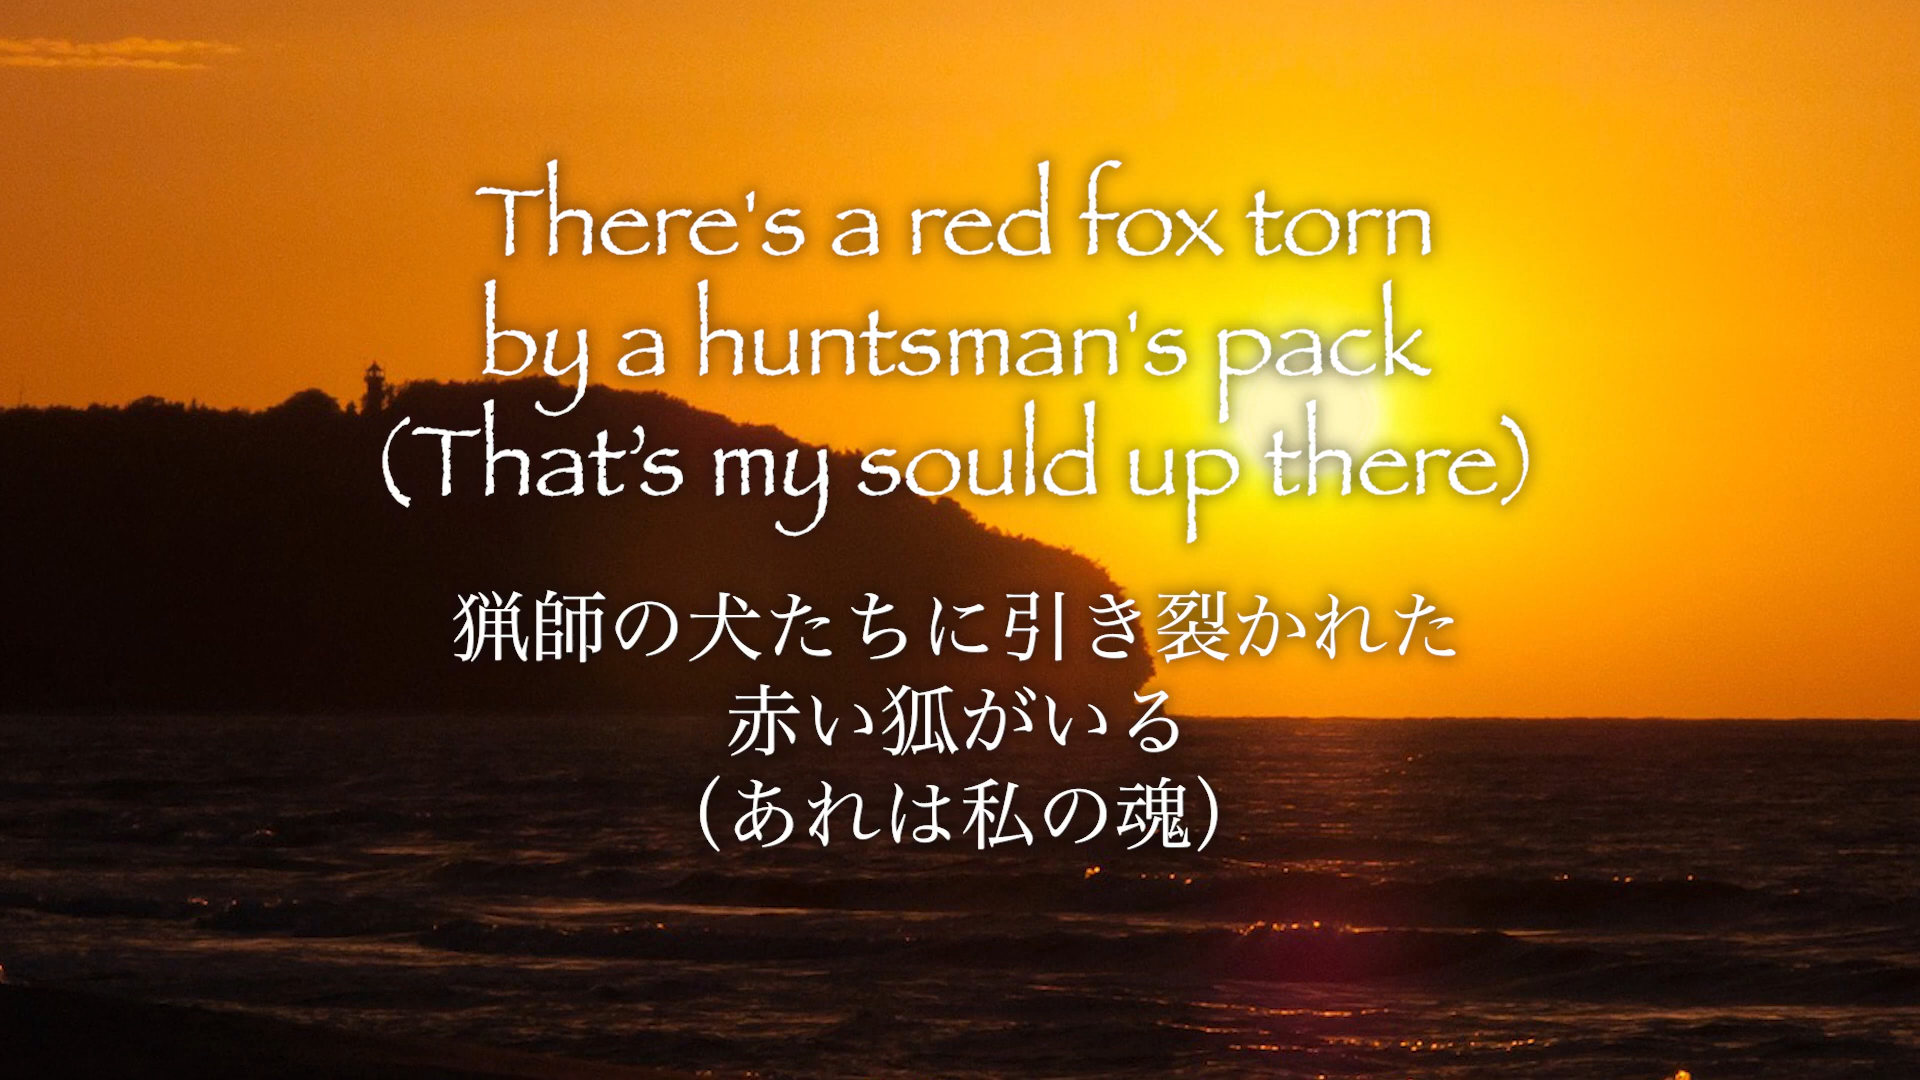 There's a red fox torn
by a huntsman's pack
(That’s my sould up there)
猟師の犬たちに引き裂かれた
赤い狐がいる
(あれは私の魂)